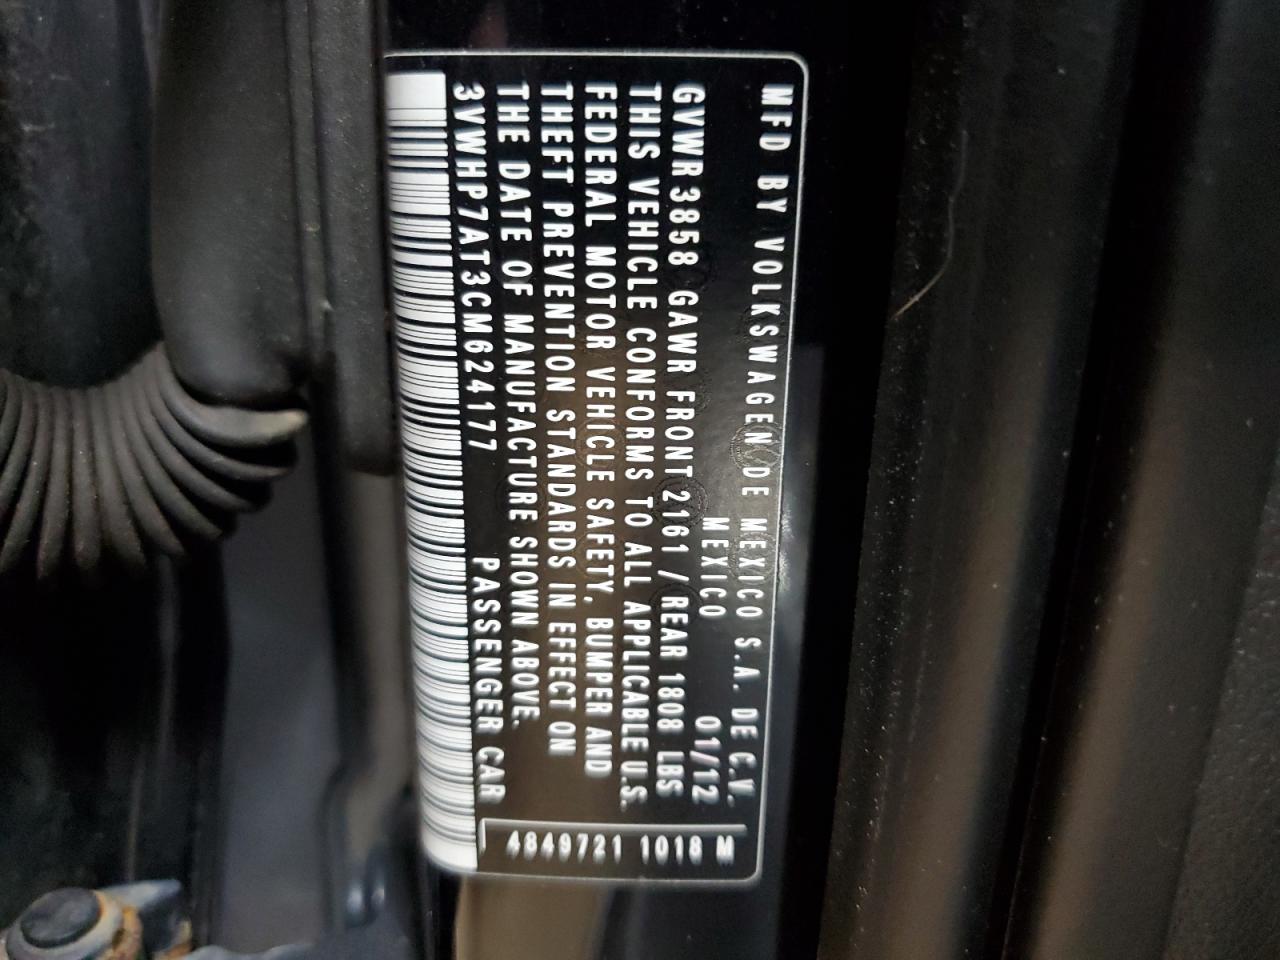 MFD BY VOLKSWAGEN DE MEXICO S.A. DE C.V.
MEXICO 01/12
GVWR 3858 GAWR FRONT 2161 / REAR 1808 LBS
THIS VEHICLE CONFORMS TO ALL APPLICABLE U.S.
FEDERAL MOTOR VEHICLE SAFETY, BUMPER AND
THEFT PREVENTION STANDARDS IN EFFECT ON
THE DATE OF MANUFACTURE SHOWN ABOVE.
3VWHP7AT3CM624177 PASSENGER CAR
4849721 1018 M